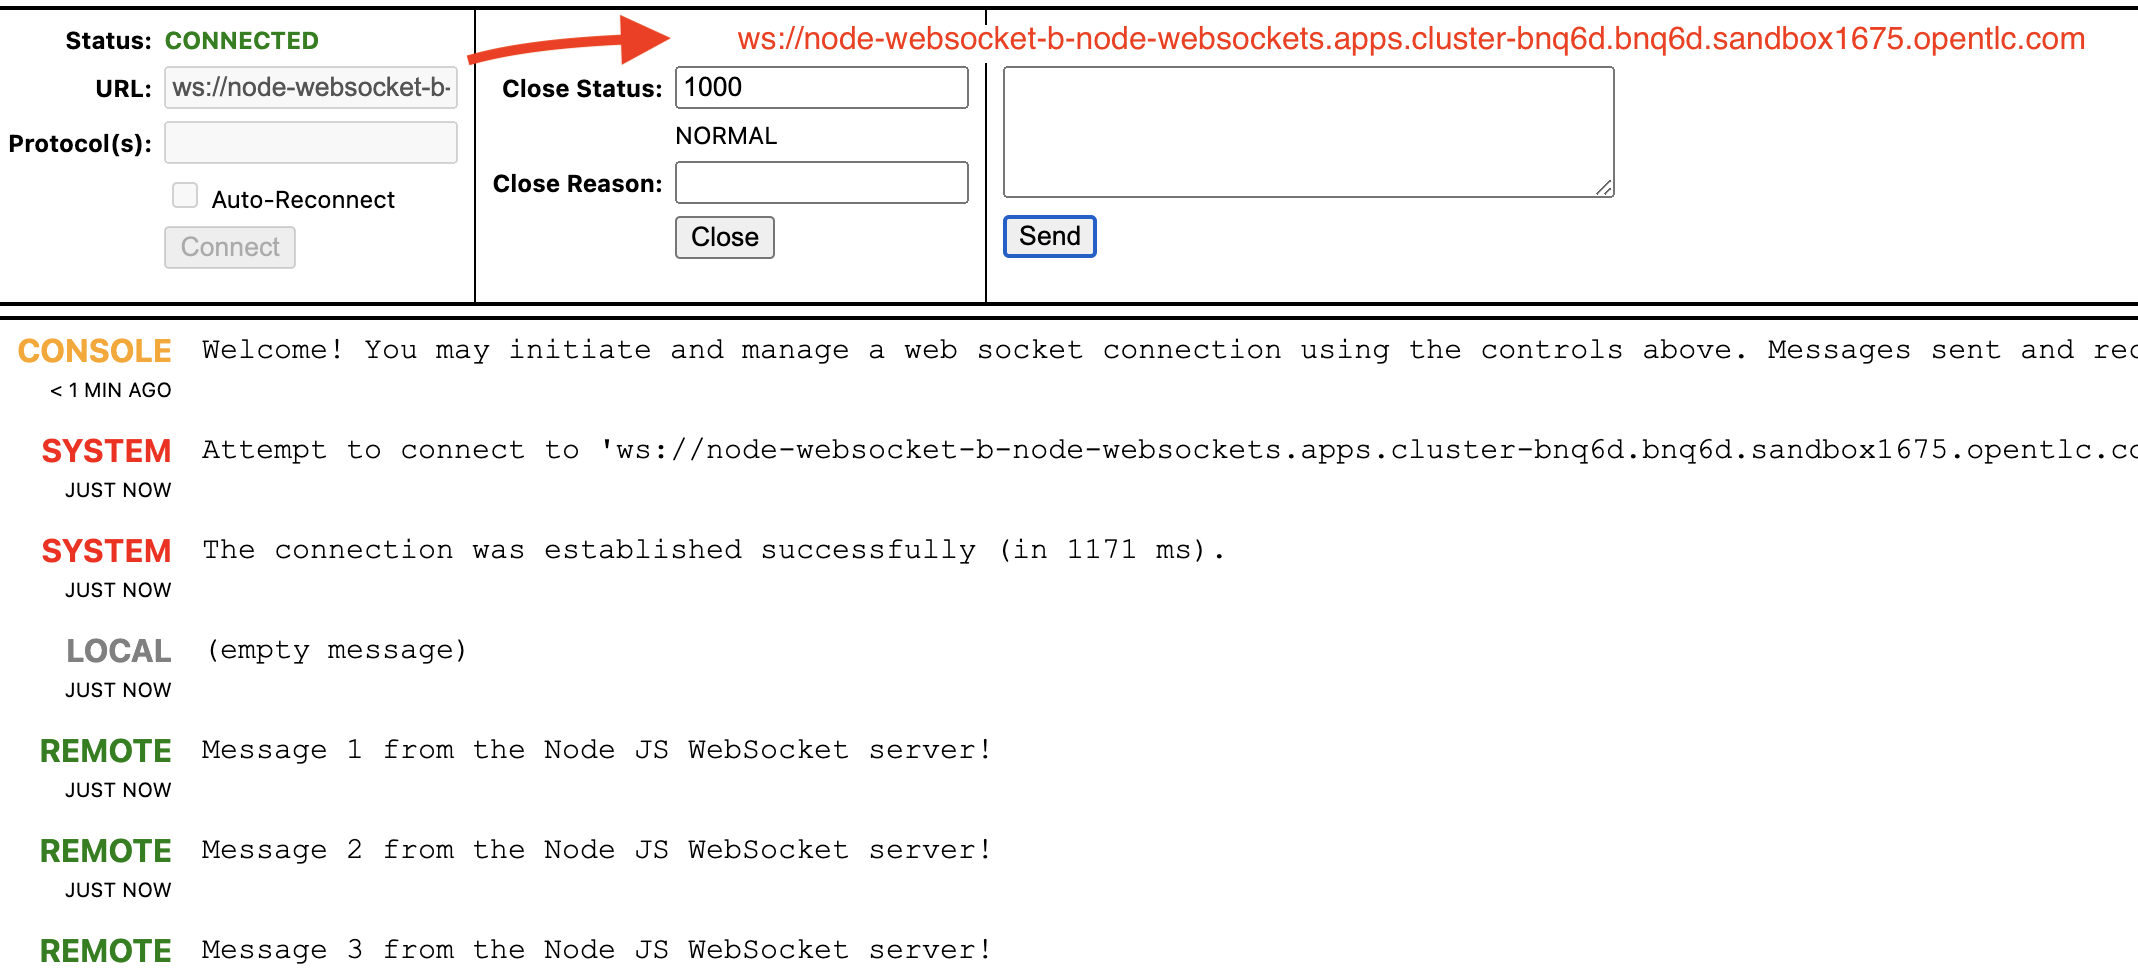 Status: CONNECTED
ws://node-websocket-b-node-websockets.apps.cluster-bnq6d.bnq6d.sandbox1675.opentlc.com
URL: ws://node-websocket-b-
Protocol(s):
Auto-Reconnect
Connect
Close Status: 1000
NORMAL
Close Reason:
Close
Send
CONSOLE Welcome! You may initiate and manage a web socket connection using the controls above. Messages sent and rec
< 1 MIN AGO
SYSTEM Attempt to connect to 'ws://node-websocket-b-node-websockets.apps.cluster-bnq6d.bnq6d.sandbox1675.opentlc.co
JUST NOW
SYSTEM The connection was established successfully (in 1171 ms).
JUST NOW
LOCAL (empty message)
JUST NOW
REMOTE Message 1 from the Node JS WebSocket server!
JUST NOW
REMOTE Message 2 from the Node JS WebSocket server!
JUST NOW
REMOTE Message 3 from the Node JS WebSocket server!